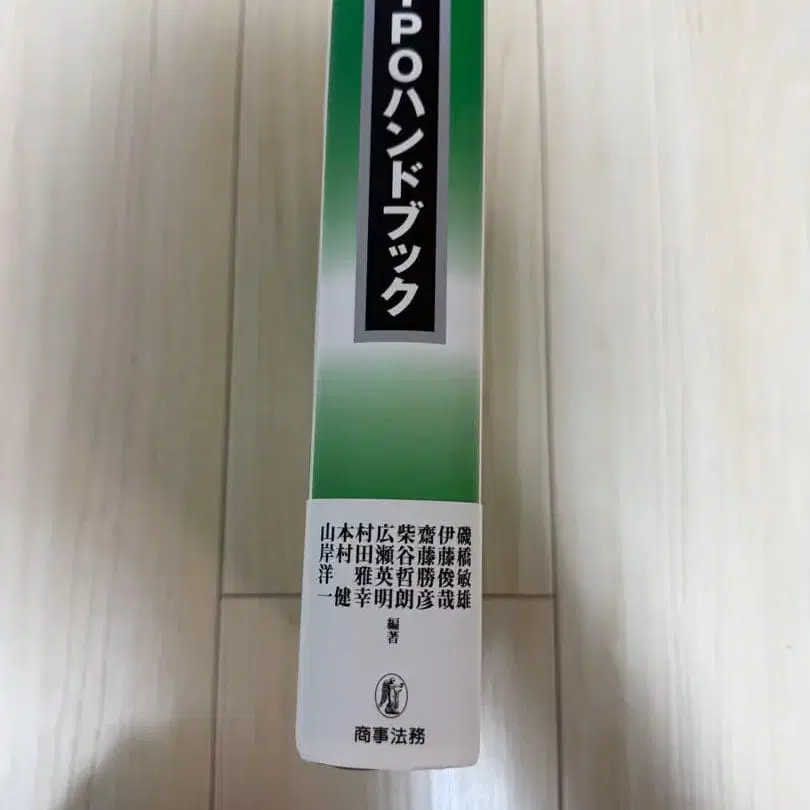 IPOハンドブック
磯橋敏雄
伊藤俊哉
齋藤勝彦
柴谷哲朗
広瀬英明
村田雅幸
本村 健
山岸洋一
編著
商事法務